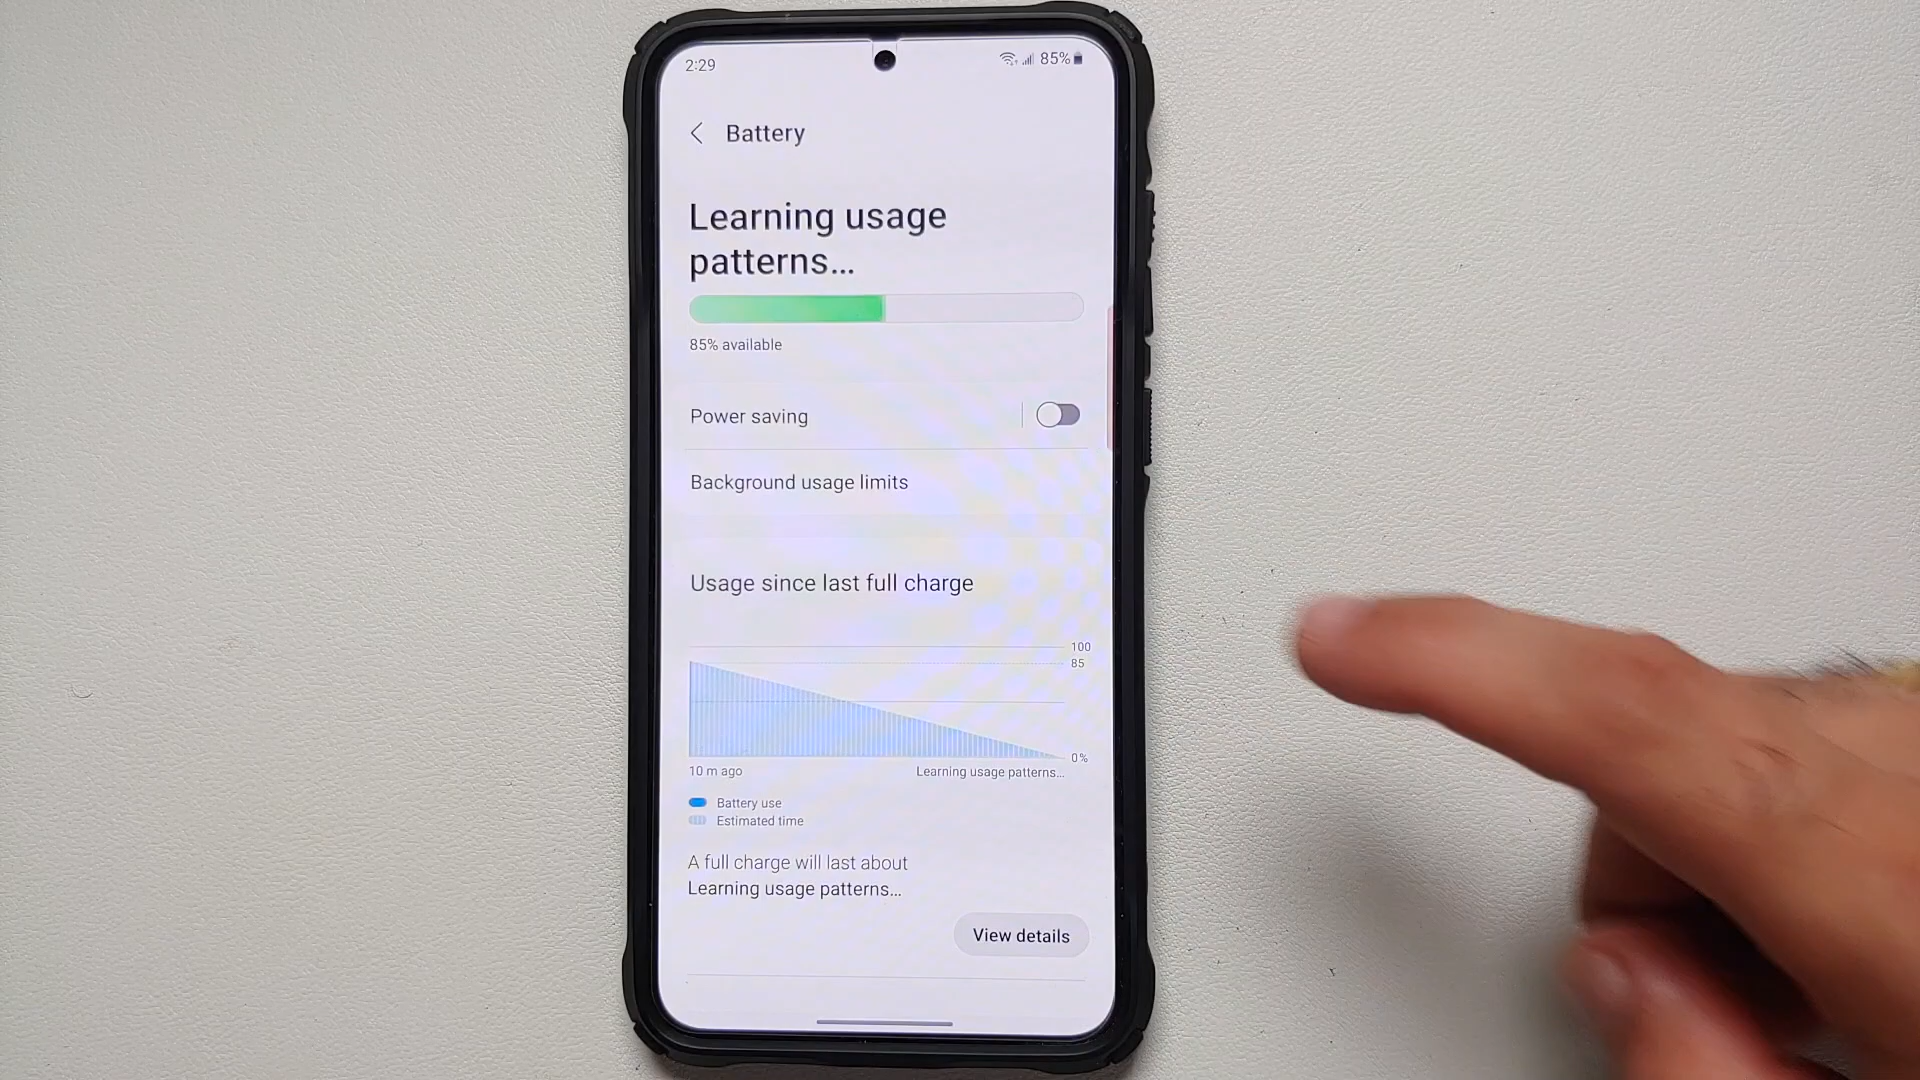 2:29
85%
Battery
Learning usage
patterns...
85% available
Power saving
Background usage limits
Usage since last full charge
100
85
0%
10 m ago
Learning usage patterns...
Battery use
Estimated time
A full charge will last about
Learning usage patterns...
View details